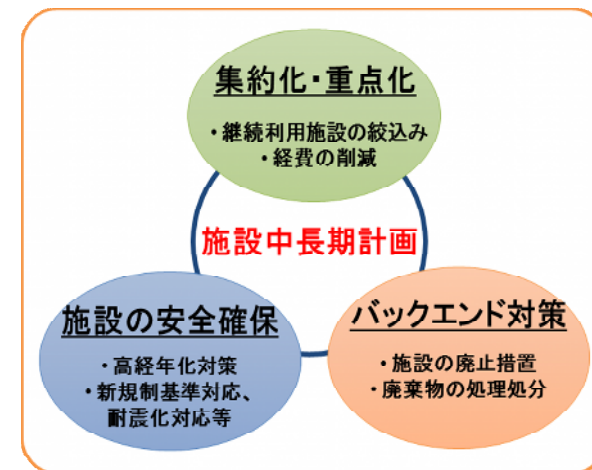 集約化・重点化
・継続利用施設の絞込み
・経費の削減
施設中長期計画
施設の安全確保
・高経年化対策
・新規制基準対応、
耐震化対応等
バックエンド対策
・施設の廃止措置
・廃棄物の処理処分